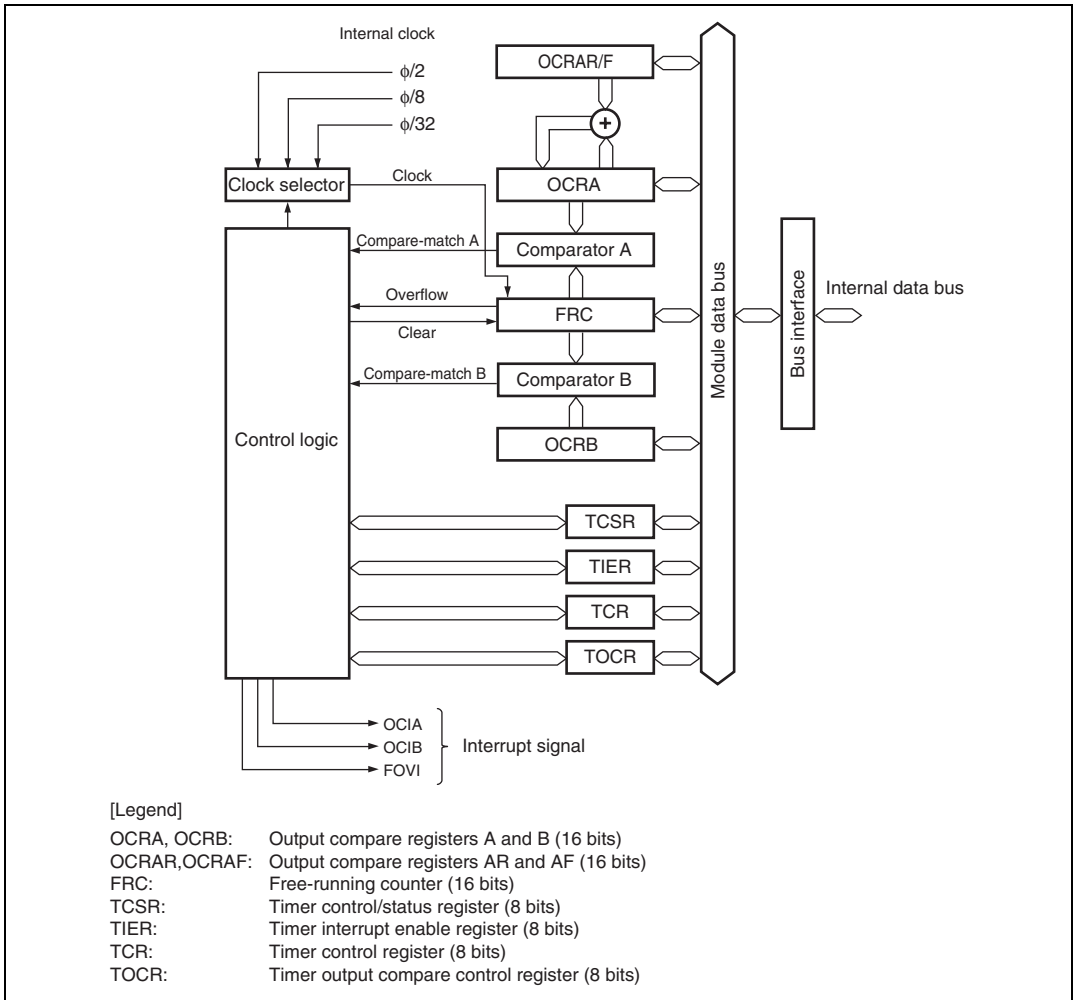 Internal clock
ϕ/2
ϕ/8
ϕ/32
OCRAR/F
+
Clock selector
Clock
OCRA
Compare-match A
Comparator A
Overflow
FRC
Clear
Compare-match B
Comparator B
Control logic
OCRB
Module data bus
Bus interface
Internal data bus
TCSR
TIER
TCR
TOCR
OCIA
OCIB
FOVI
Interrupt signal
[Legend]
OCRA, OCRB: Output compare registers A and B (16 bits)
OCRAR,OCRAF: Output compare registers AR and AF (16 bits)
FRC: Free-running counter (16 bits)
TCSR: Timer control/status register (8 bits)
TIER: Timer interrupt enable register (8 bits)
TCR: Timer control register (8 bits)
TOCR: Timer output compare control register (8 bits)